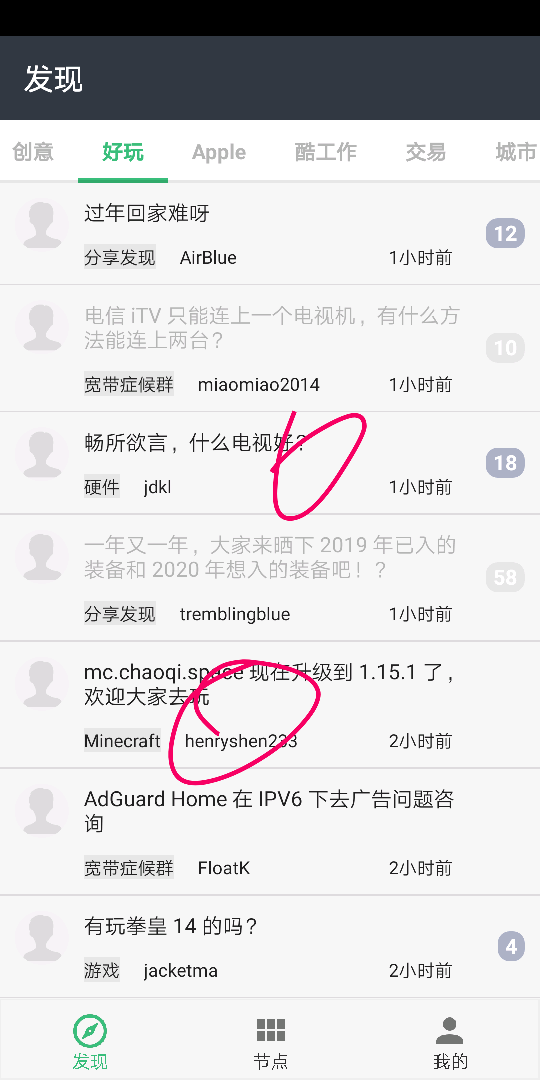 发现
创意 好玩 Apple 酷工作 交易 城市
过年回家难呀
12
分享发现 AirBlue 1小时前
电信 iTV 只能连上一个电视机，有什么方
法能连上两台？
10
宽带症候群 miaomiao2014 1小时前
畅所欲言，什么电视好？
18
硬件 jdkl 1小时前
一年又一年，大家来晒下 2019 年已入的
装备和 2020 年想入的装备吧！？
58
分享发现 tremblingblue 1小时前
mc.chaoqi.space 现在升级到 1.15.1 了，
欢迎大家去玩
Minecraft henryshen233 2小时前
AdGuard Home 在 IPV6 下去广告问题咨
询
宽带症候群 FloatK 2小时前
有玩拳皇 14 的吗？
4
游戏 jacketma 2小时前
发现 节点 我的